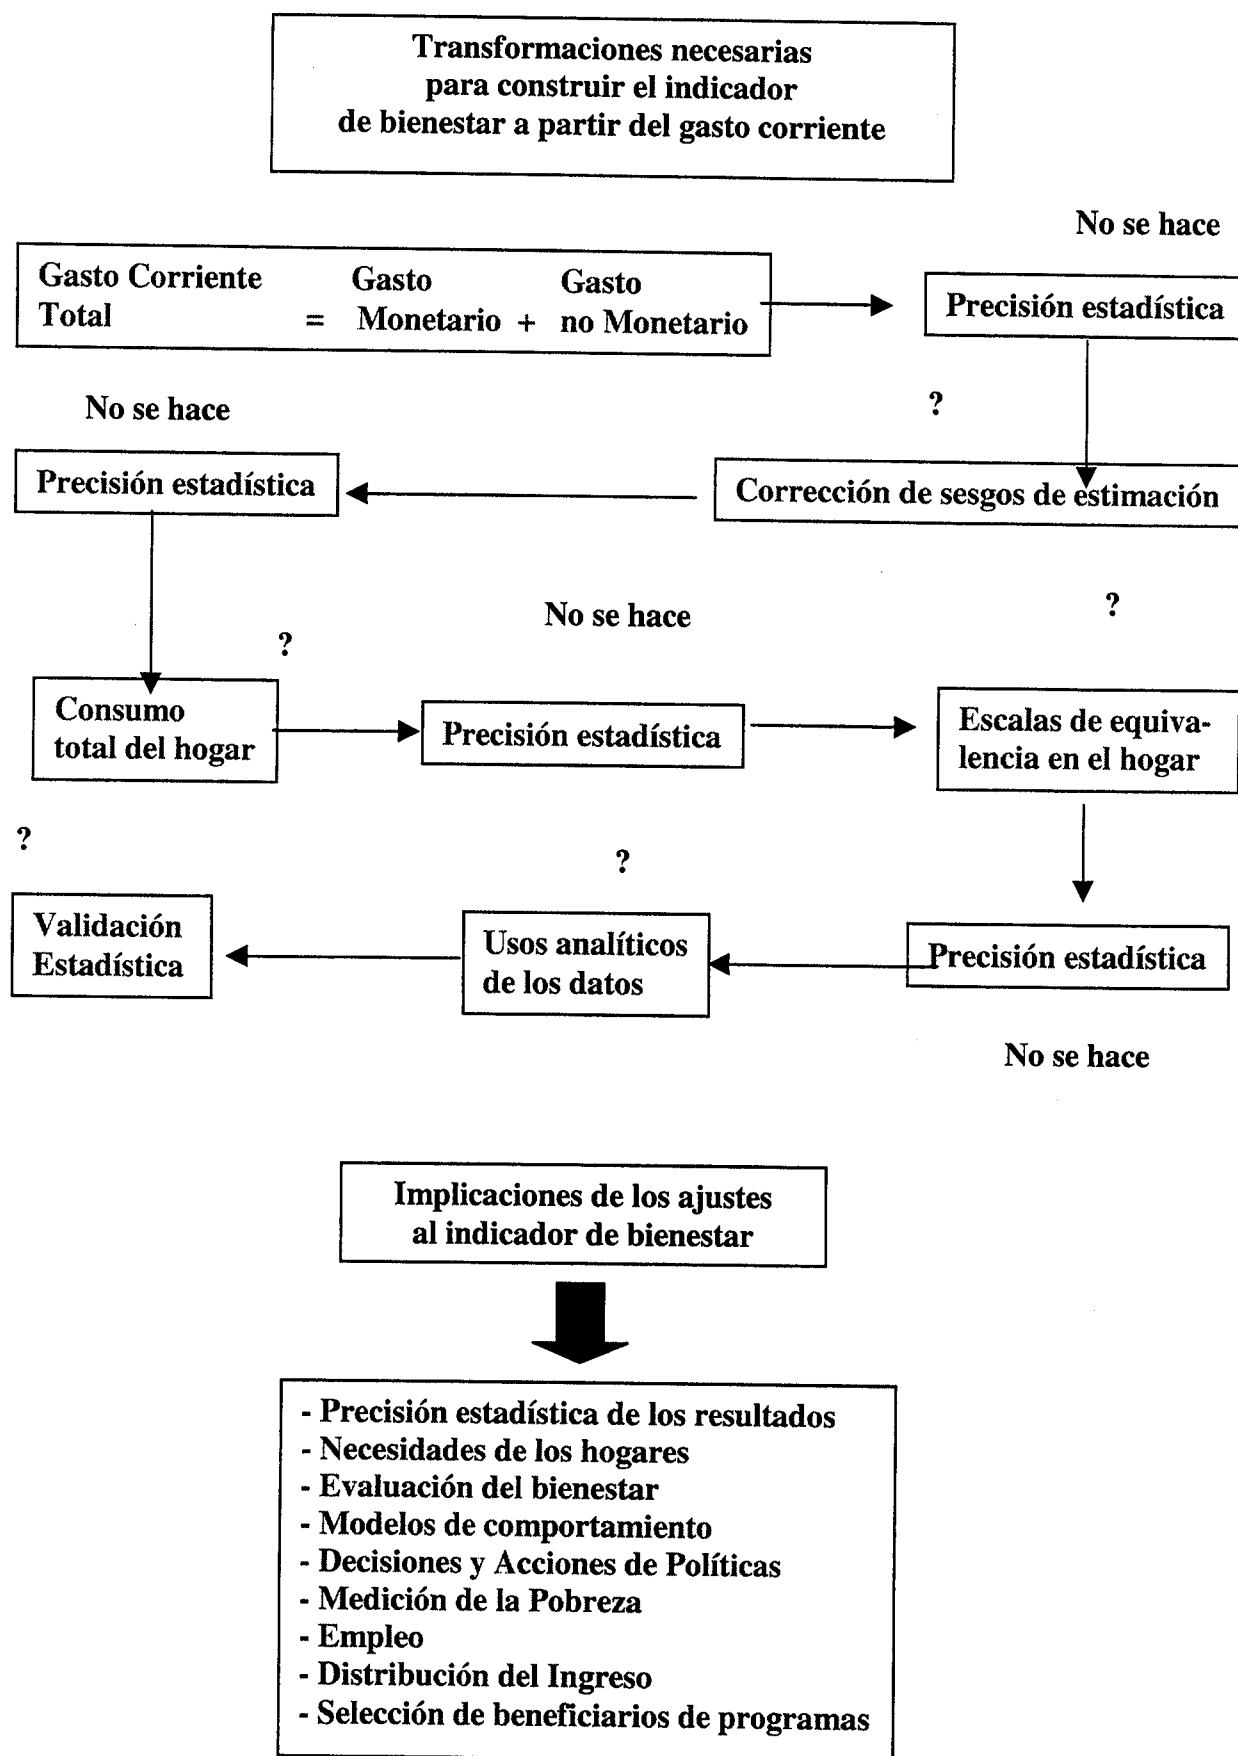 Transformaciones necesarias
para construir el indicador
de bienestar a partir del gasto corriente
No se hace
Gasto Corriente Gasto Gasto
Total = Monetario + no Monetario
Precisión estadística
No se hace
?
Precisión estadística
Corrección de sesgos de estimación
No se hace
?
?
Consumo
total del hogar
Precisión estadística
Escalas de equiva-
lencia en el hogar
?
?
Validación
Estadística
Usos analíticos
de los datos
Precisión estadística
No se hace
Implicaciones de los ajustes
al indicador de bienestar
- Precisión estadística de los resultados
- Necesidades de los hogares
- Evaluación del bienestar
- Modelos de comportamiento
- Decisiones y Acciones de Políticas
- Medición de la Pobreza
- Empleo
- Distribución del Ingreso
- Selección de beneficiarios de programas